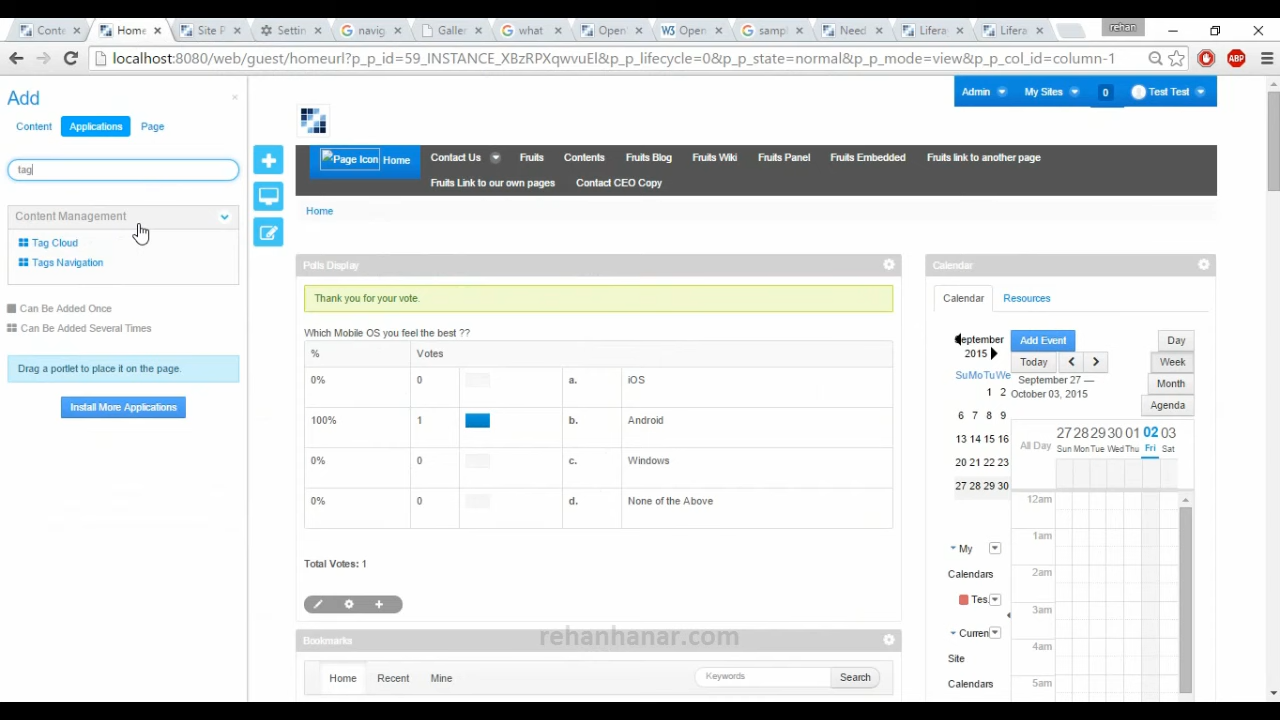 Conte
Home
Site P
Settin
navig
Galler
what
Open
Open
sampl
Need
Lifera
Lifera
rehan
localhost:8080/web/guest/homeurl?p_p_id=59_INSTANCE_XBzRPXqpvuEl&p_p_lifecycle=0&p_p_state=normal&p_p_mode=view&p_p_col_id=column-1
Add
Content Applications Page
tag
Content Management
Tag Cloud
Tags Navigation
Can Be Added Once
Can Be Added Several Times
Drag a portlet to place it on the page.
Install More Applications
Admin My Sites 0 Test Test
Page Icon Home Contact Us Fruits Contents Fruits Blog Fruits Wiki Fruits Panel Fruits Embedded Fruits link to another page
Fruits Link to our own pages Contact CEO Copy
Home
Polls Display
Thank you for your vote.
Which Mobile OS you feel the best ??
% Votes
0% 0 a. iOS
100% 1 b. Android
0% 0 c. Windows
0% 0 d. None of the Above
Total Votes: 1
Bookmarks
rehanhanar.com
Home Recent Mine Keywords Search
Calendar
Calendar Resources
September
2015
SuMoTuWe
1 2
6 7 8 9
13 14 15 16
20 21 22 23
27 28 29 30
Add Event
Today
September 27 —
October 03, 2015
Day
Week
Month
Agenda
All Day
27 28 29 30 01 02 03
Sun Mon Tue Wed Thu Fri Sat
12am
1am
2am
3am
4am
5am
My
Calendars
Tes
Curren
Site
Calendars